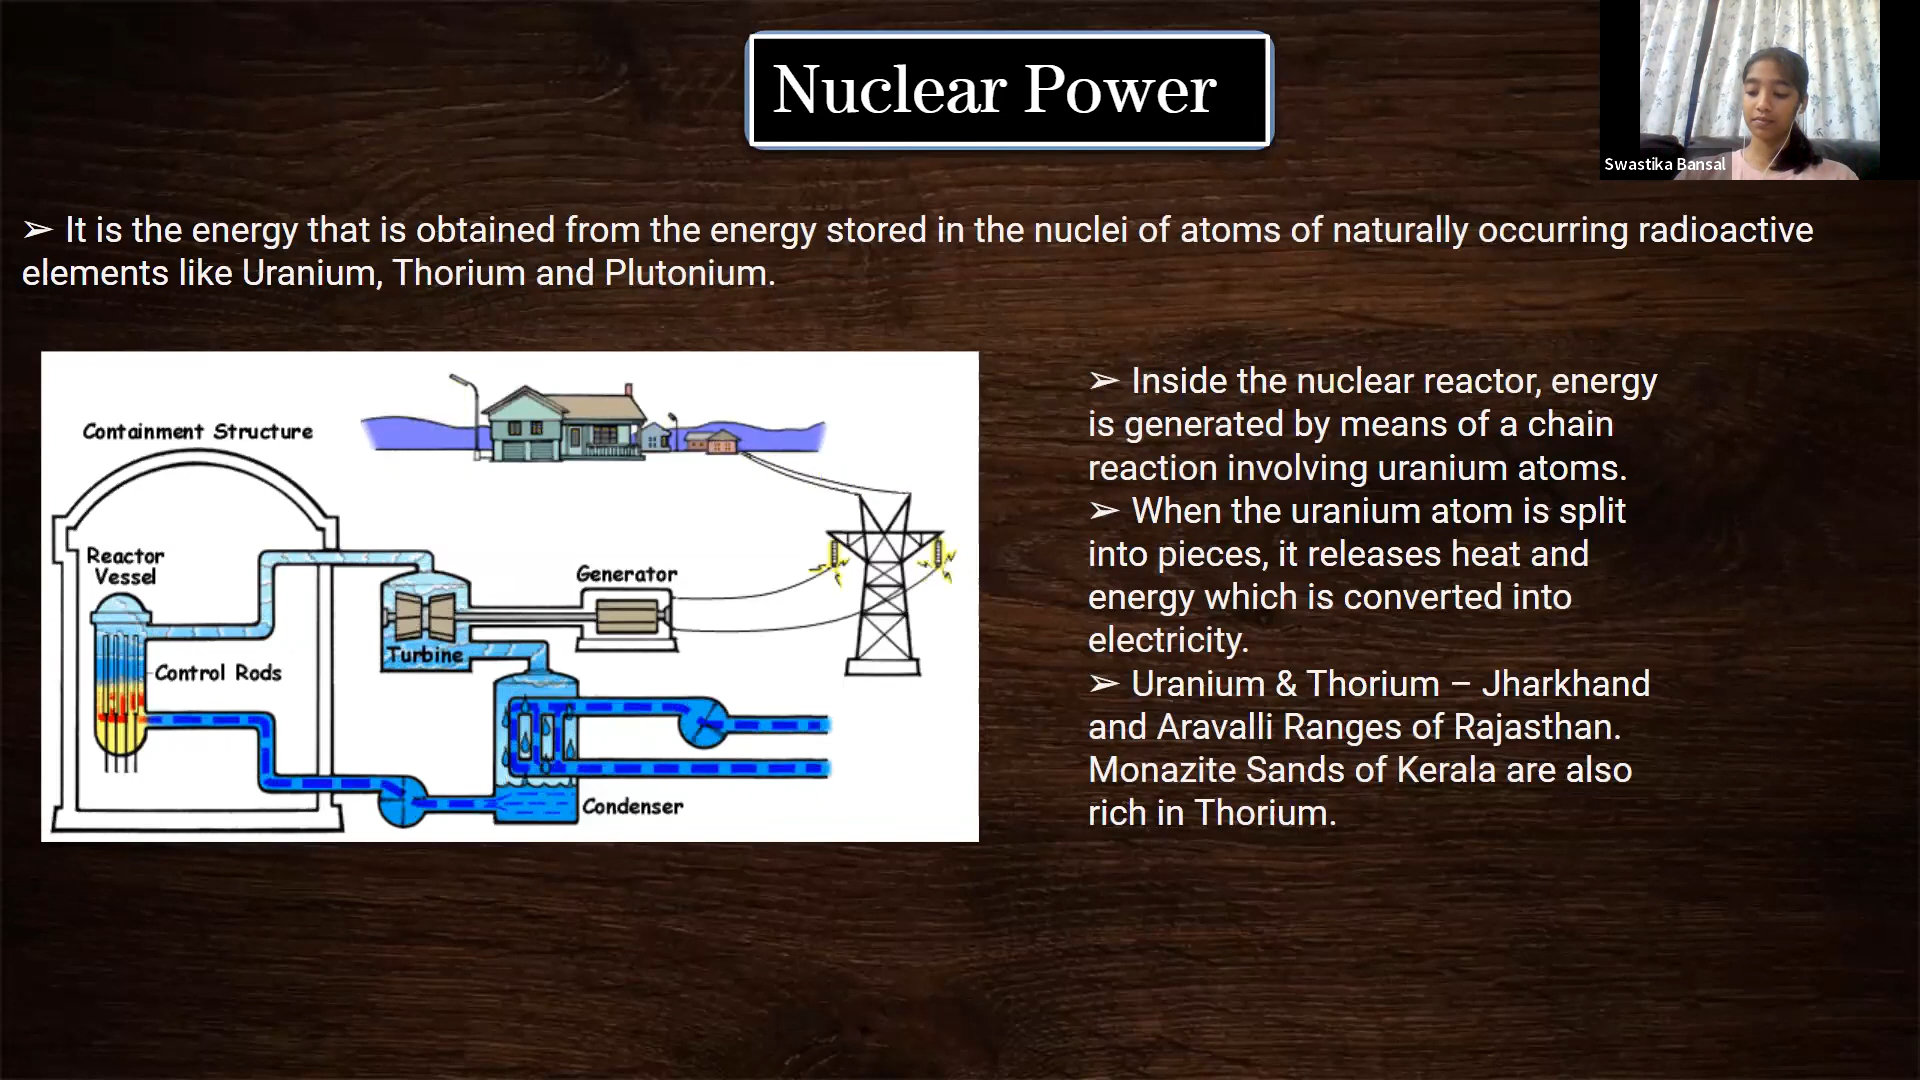 Nuclear Power
Swastika Bansal
➢ It is the energy that is obtained from the energy stored in the nuclei of atoms of naturally occurring radioactive
elements like Uranium, Thorium and Plutonium.
Containment Structure
Reactor
Vessel
Control Rods
Turbine
Generator
Condenser
➢ Inside the nuclear reactor, energy
is generated by means of a chain
reaction involving uranium atoms.
➢ When the uranium atom is split
into pieces, it releases heat and
energy which is converted into
electricity.
➢ Uranium & Thorium – Jharkhand
and Aravalli Ranges of Rajasthan.
Monazite Sands of Kerala are also
rich in Thorium.